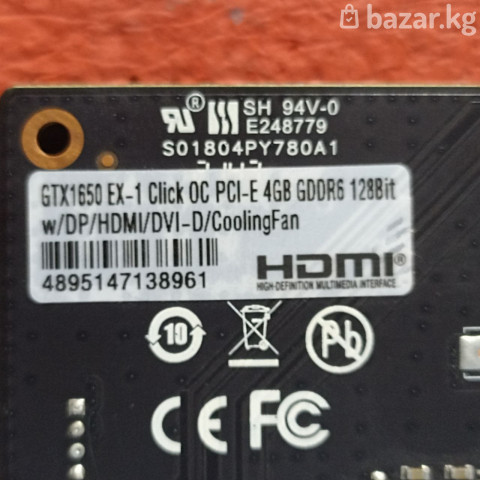 bazar.kg
SH 94V-0
E248779
S01804PY780A1
GTX1650 EX-1 Click OC PCI-E 4GB GDDR6 128Bit
w/DP/HDMI/DVI-D/CoolingFan
4895147138961
HDMI®
HIGH-DEFINITION MULTIMEDIA INTERFACE
10
Pb
CE FC